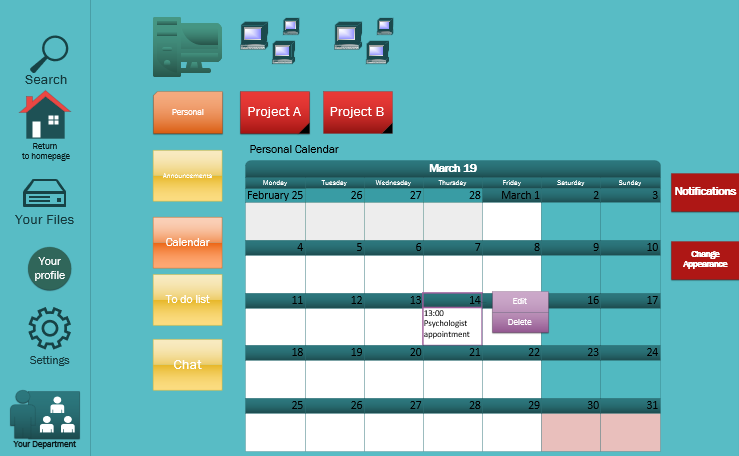 Search
Return
to homepage
Your Files
Your
profile
Settings
Your Department
Personal
Project A
Project B
Announcements
Calendar
To do list
Chat
Personal Calendar
March 19
Monday Tuesday Wednesday Thursday Friday Saturday Sunday
February 25 26 27 28 March 1 2 3
4 5 6 7 8 9 10
11 12 13 14 16 17
13:00
Psychologist
appointment
Edit
Delete
18 19 20 21 22 23 24
25 26 27 28 29 30 31
Notifications
Change
Appearance